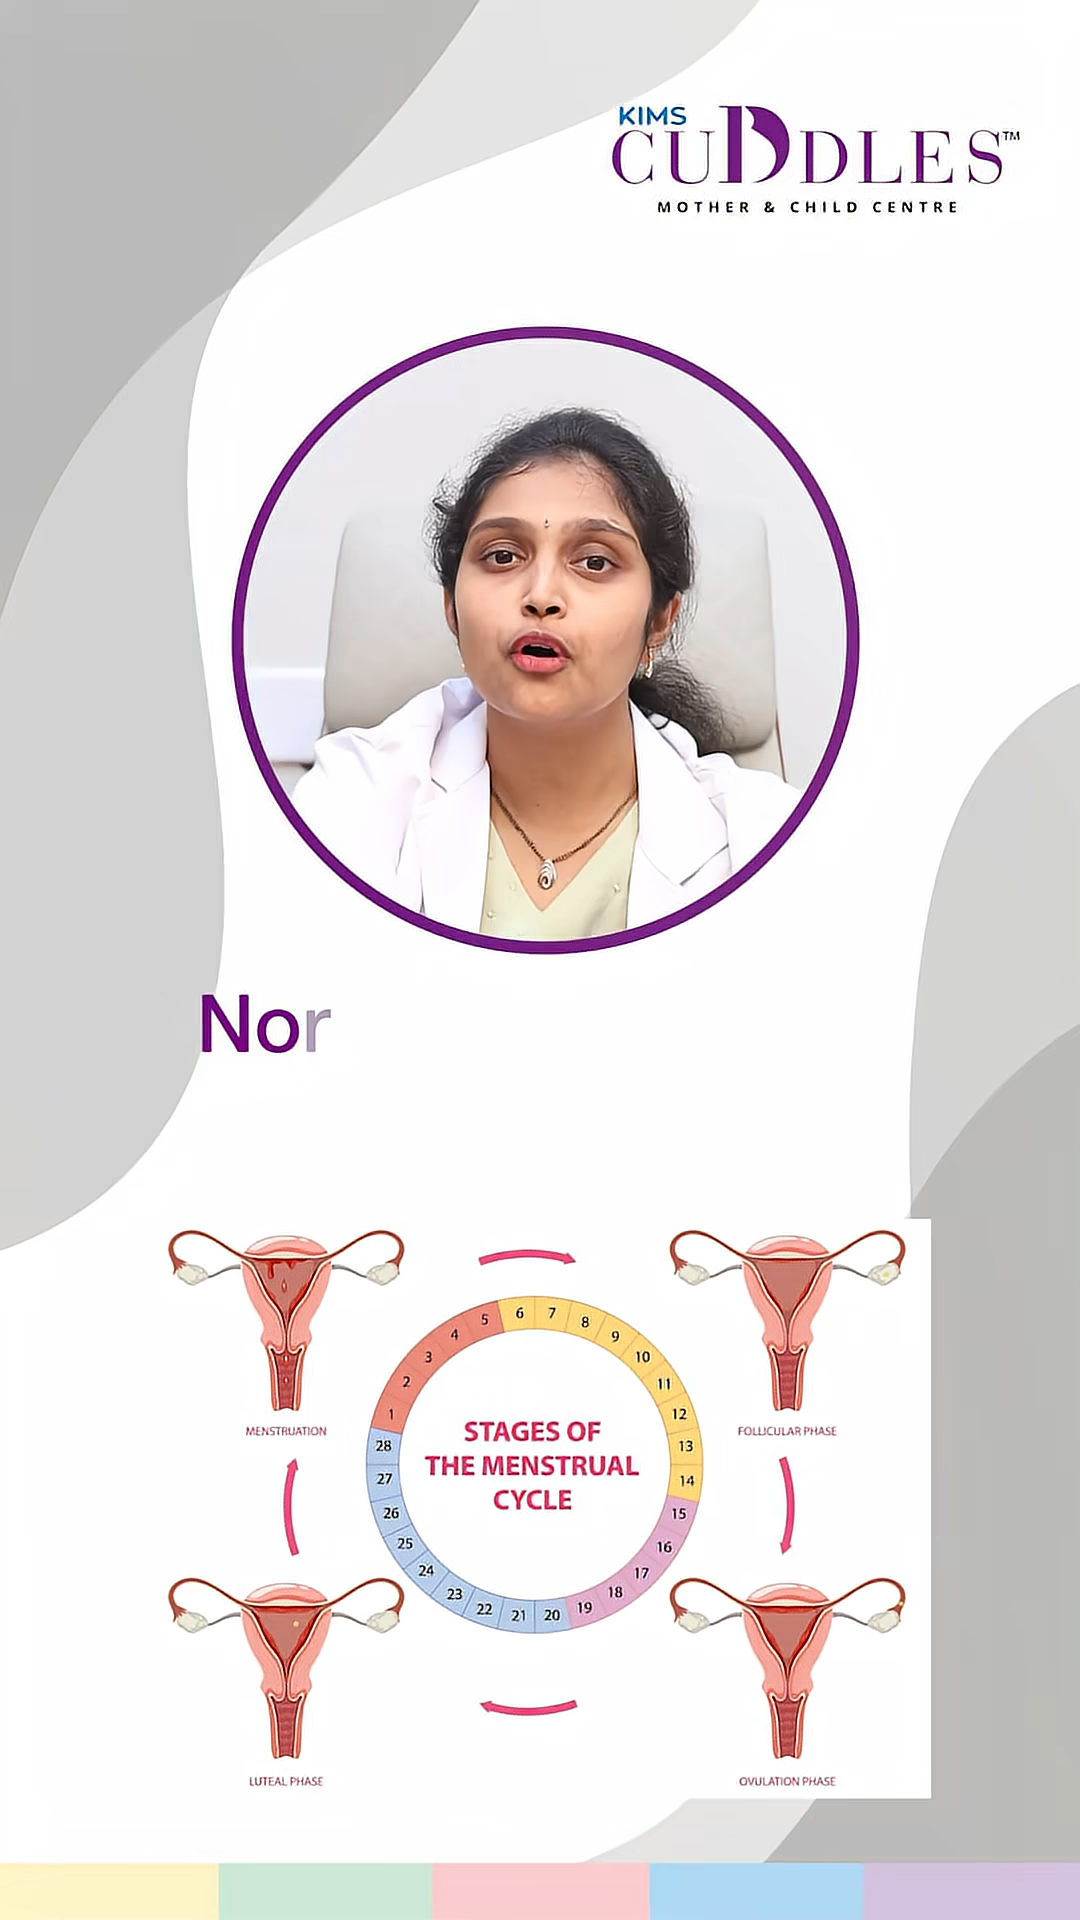 KIMS
CUDDLES™
MOTHER & CHILD CENTRE
Nor
MENSTRUATION
FOLLICULAR PHASE
STAGES OF
THE MENSTRUAL
CYCLE
1
2
3
4
5
6
7
8
9
10
11
12
13
14
15
16
17
18
19
20
21
22
23
24
25
26
27
28
LUTEAL PHASE
OVULATION PHASE